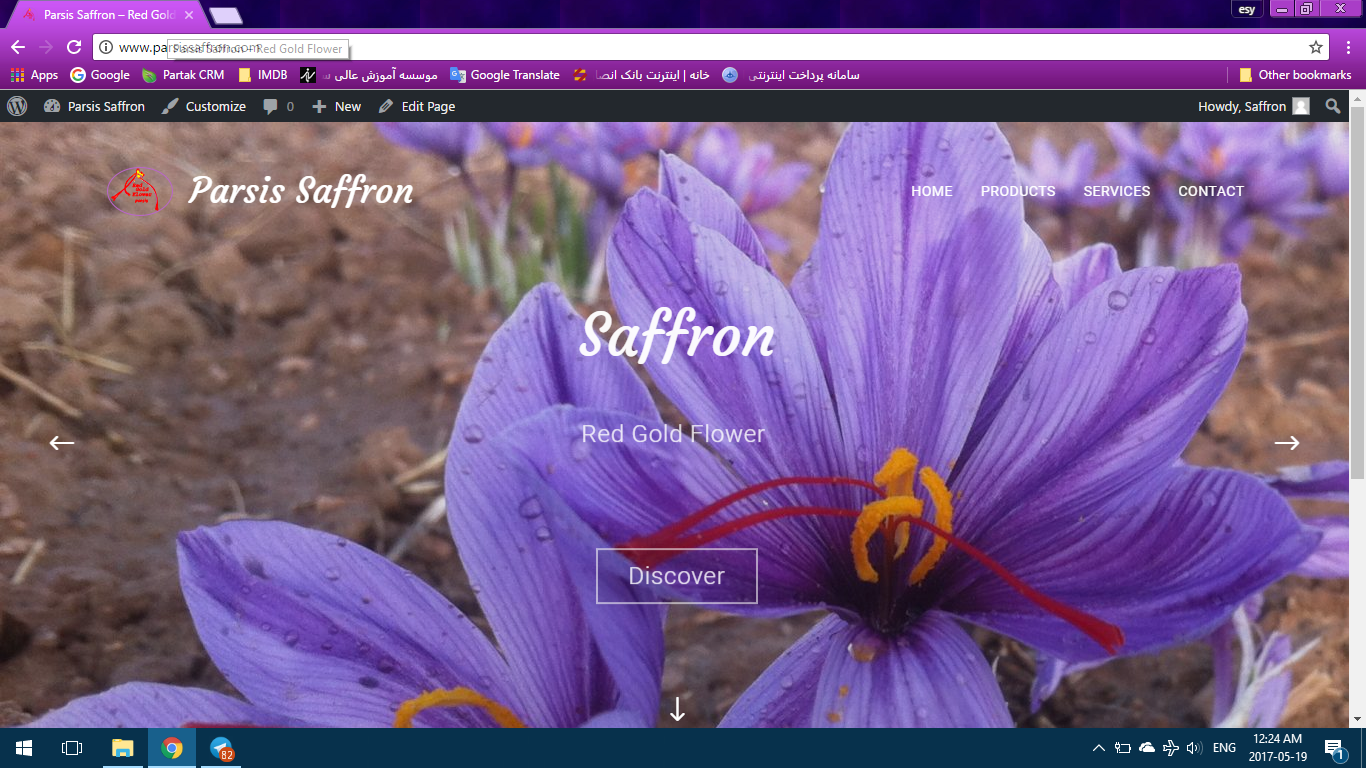 Parsis Saffron – Red Gold
esy
www.parsissaffron.com
Parsis Saffron – Red Gold Flower
Apps Google Partak CRM IMDB موسسه آموزش عالی س Google Translate خانه | اینترنت بانک انصا سامانه پرداخت اینترنتی Other bookmarks
Parsis Saffron Customize 0 New Edit Page Howdy, Saffron
Parsis Saffron HOME PRODUCTS SERVICES CONTACT
Saffron
Red Gold Flower
Discover
82 ENG 12:24 AM
2017-05-19 1